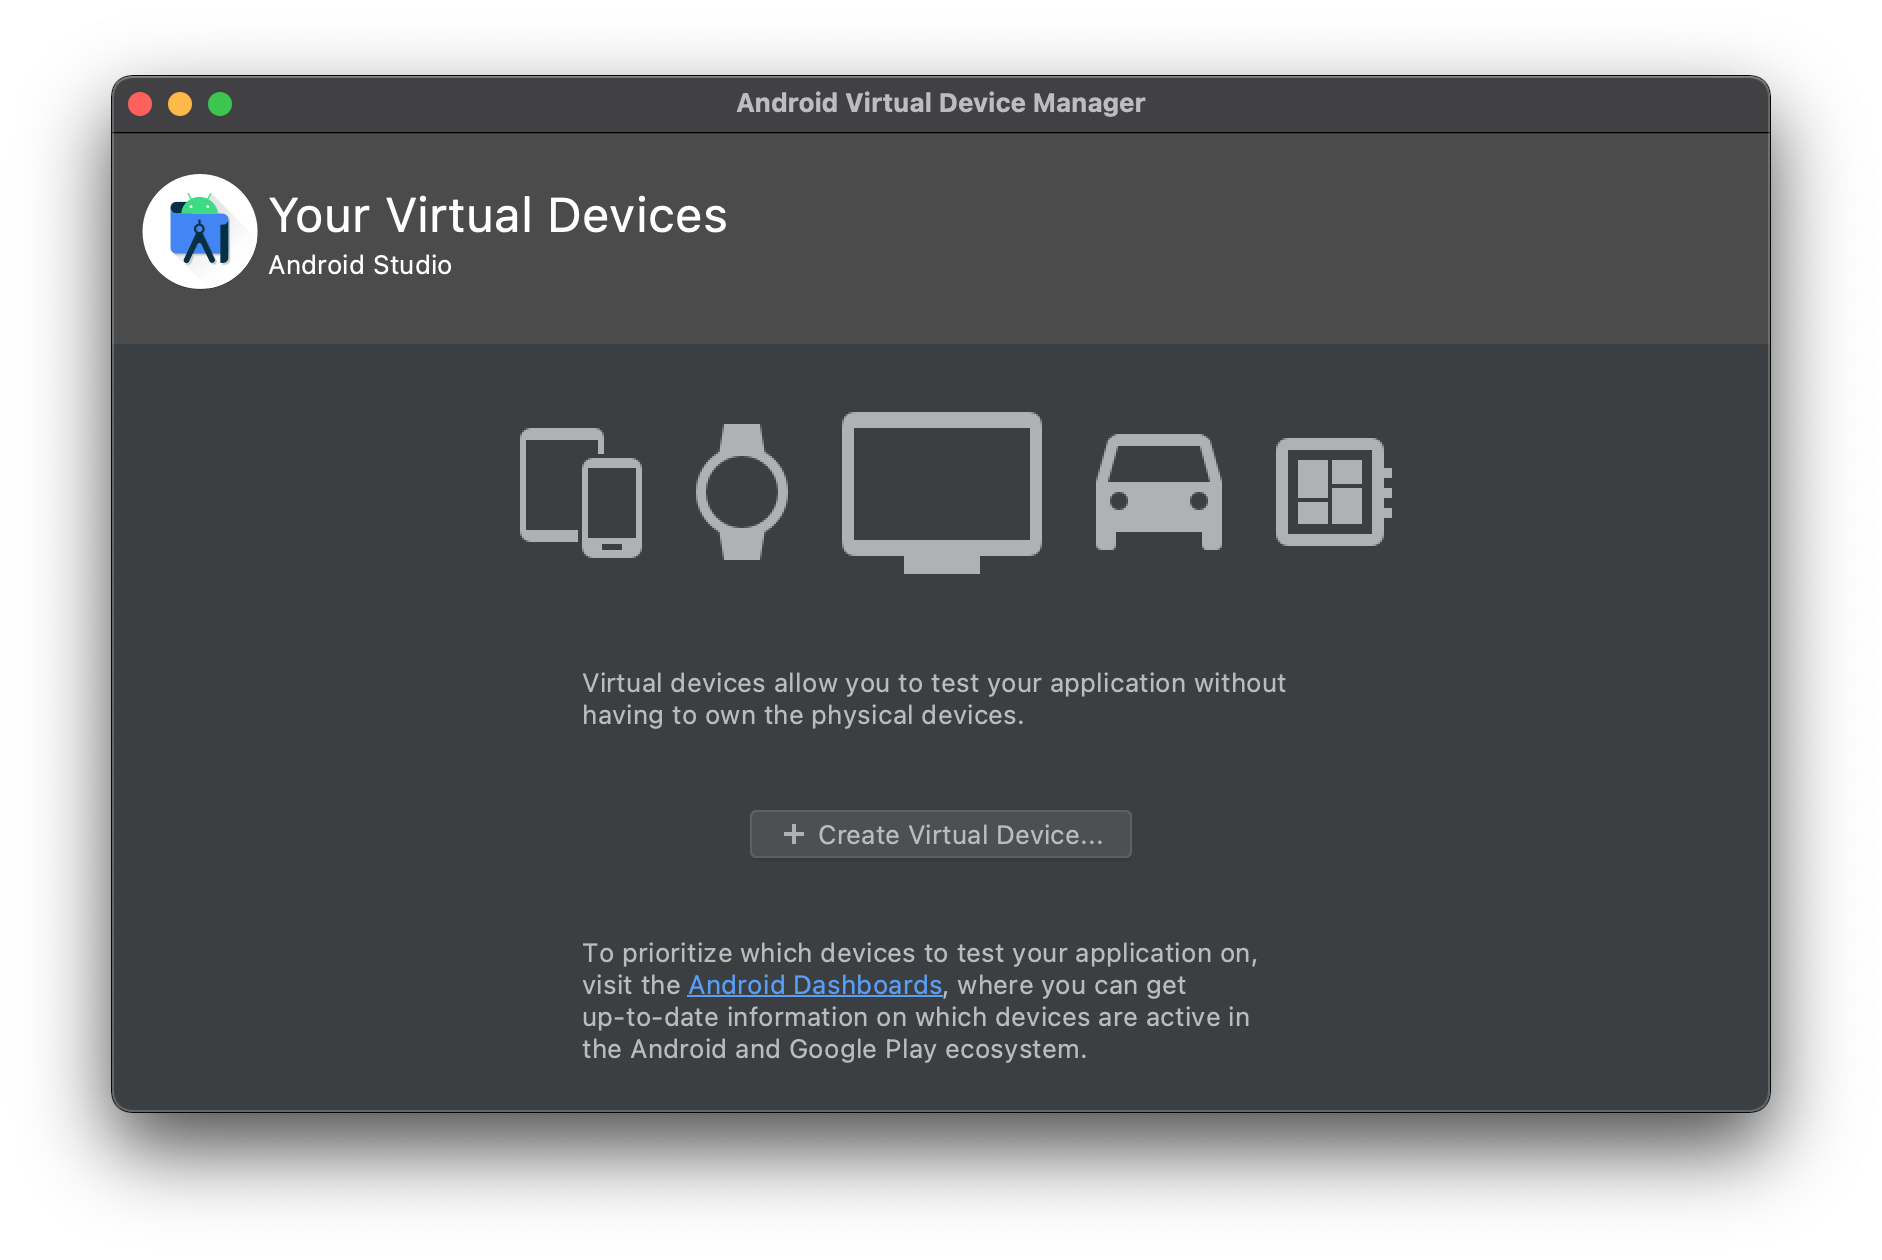 Android Virtual Device Manager
Your Virtual Devices
Android Studio
Virtual devices allow you to test your application without
having to own the physical devices.
+ Create Virtual Device...
To prioritize which devices to test your application on,
visit the Android Dashboards, where you can get
up-to-date information on which devices are active in
the Android and Google Play ecosystem.